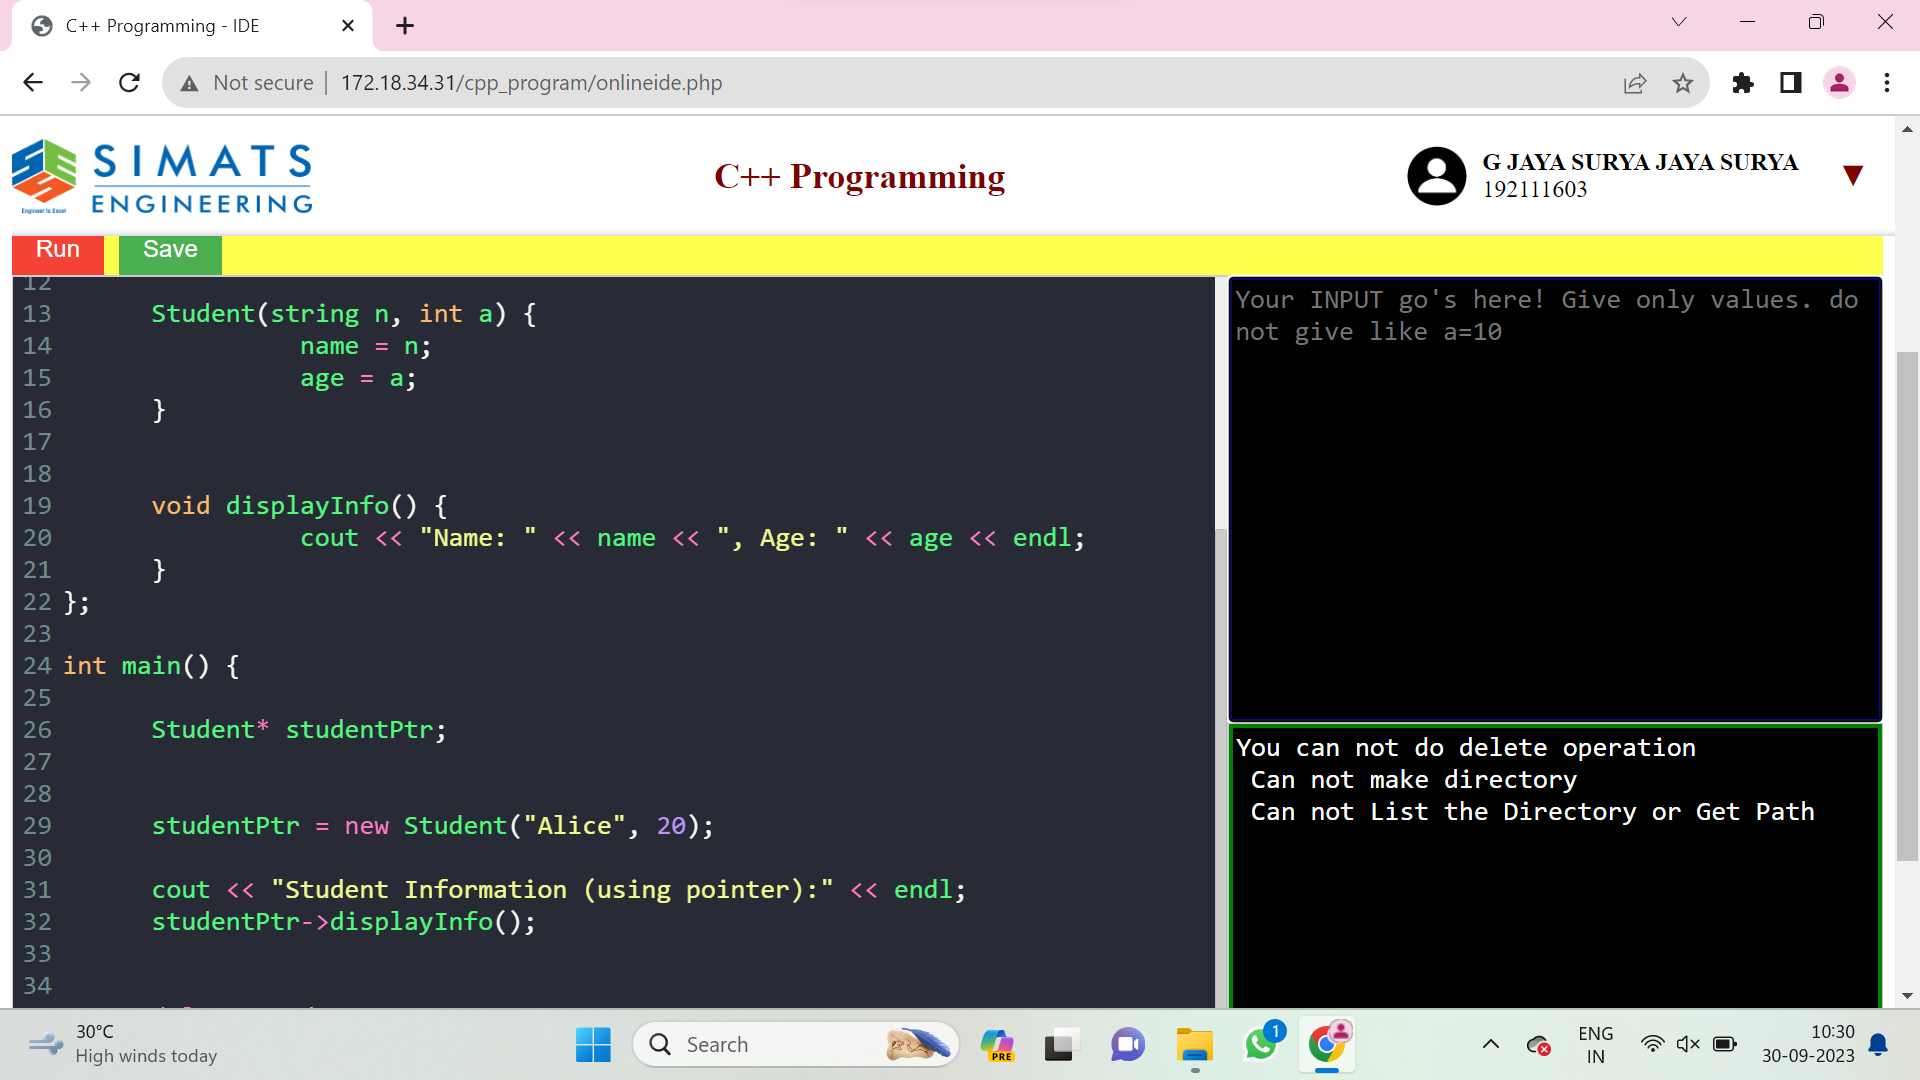 C++ Programming - IDE
Not secure | 172.18.34.31/cpp_program/onlineide.php
SIMATS
ENGINEERING
Engineer to Excel
C++ Programming
G JAYA SURYA JAYA SURYA
192111603
Run Save
12
13 Student(string n, int a) {
14 name = n;
15 age = a;
16 }
17
18
19 void displayInfo() {
20 cout << "Name: " << name << ", Age: " << age << endl;
21 }
22 };
23
24 int main() {
25
26 Student* studentPtr;
27
28
29 studentPtr = new Student("Alice", 20);
30
31 cout << "Student Information (using pointer):" << endl;
32 studentPtr->displayInfo();
33
34
Your INPUT go's here! Give only values. do
not give like a=10
You can not do delete operation
Can not make directory
Can not List the Directory or Get Path
30°C
High winds today
Search
PRE
1
ENG
IN
10:30
30-09-2023